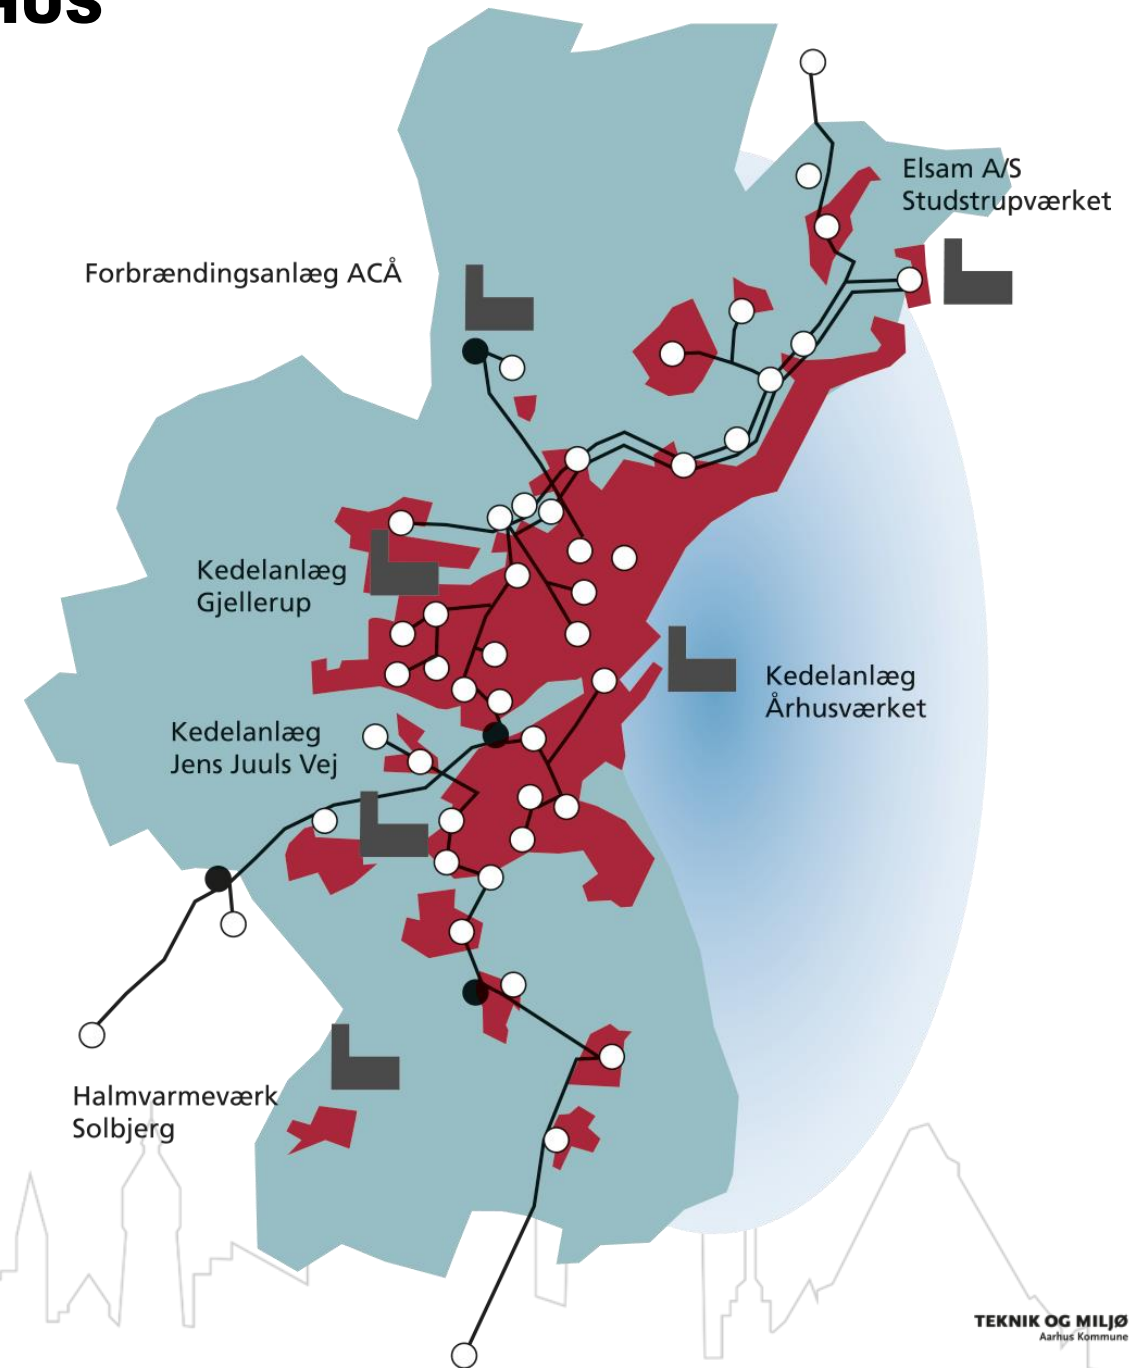 HUS
Elsam A/S
Studstrupværket
Forbrændingsanlæg ACÅ
Kedelanlæg
Gjellerup
Kedelanlæg
Århusværket
Kedelanlæg
Jens Juuls Vej
Halmvarmeværk
Solbjerg
TEKNIK OG MILJØ
Aarhus Kommune